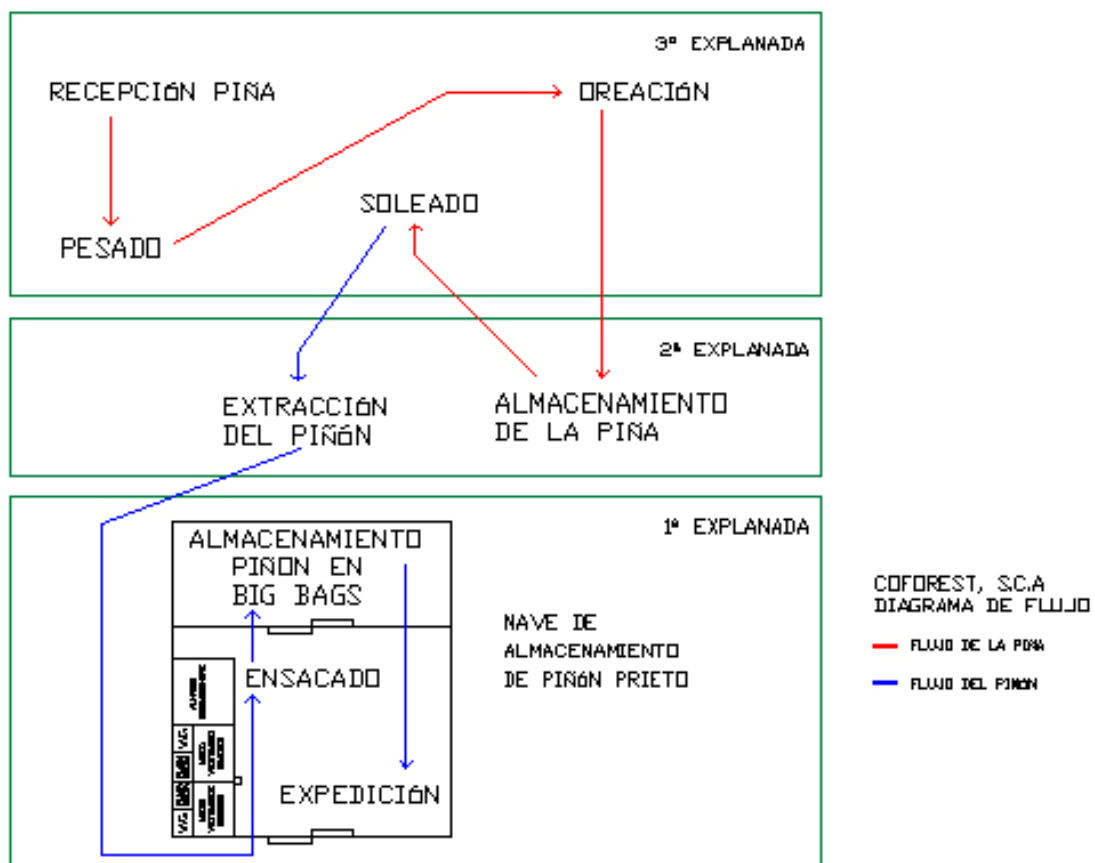 3ª EXPLANADA
RECEPCIÓN PIÑA
OREACIÓN
SOLEADO
PESADO
2ª EXPLANADA
EXTRACCIÓN
DEL PIÑÓN
ALMACENAMIENTO
DE LA PIÑA
1ª EXPLANADA
ALMACENAMIENTO
PIÑON EN
BIG BAGS
NAVE DE
ALMACENAMIENTO
DE PIÑÓN PRIETO
ENSACADO
EXPEDICIÓN
COFOREST, S.C.A
DIAGRAMA DE FLUJO
FLUJO DE LA PIÑA
FLUJO DEL PIÑÓN